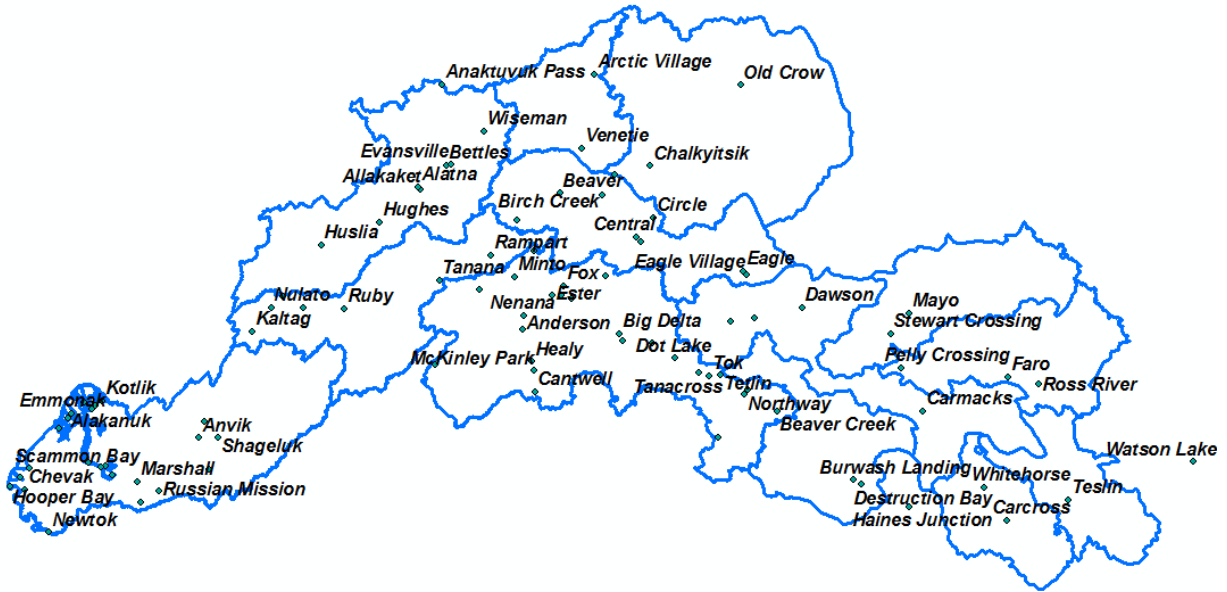 Arctic Village
Anaktuvuk Pass
Old Crow
Wiseman
Venetie
Evansville
Bettles
Chalkyitsik
Allakaket
Alatna
Beaver
Birch Creek
Hughes
Circle
Central
Huslia
Rampart
Eagle Village
Eagle
Tanana
Minto
Fox
Ester
Nulato
Ruby
Nenana
Dawson
Mayo
Kaltag
Anderson
Big Delta
Stewart Crossing
Dot Lake
Healy
Pelly Crossing
McKinley Park
Tok
Faro
Cantwell
Tanacross
Tetlin
Ross River
Kotlik
Northway
Carmacks
Emmonak
Alakanuk
Anvik
Beaver Creek
Shageluk
Watson Lake
Scammon Bay
Marshall
Burwash Landing
Whitehorse
Chevak
Russian Mission
Teslin
Hooper Bay
Destruction Bay
Carcross
Newtok
Haines Junction